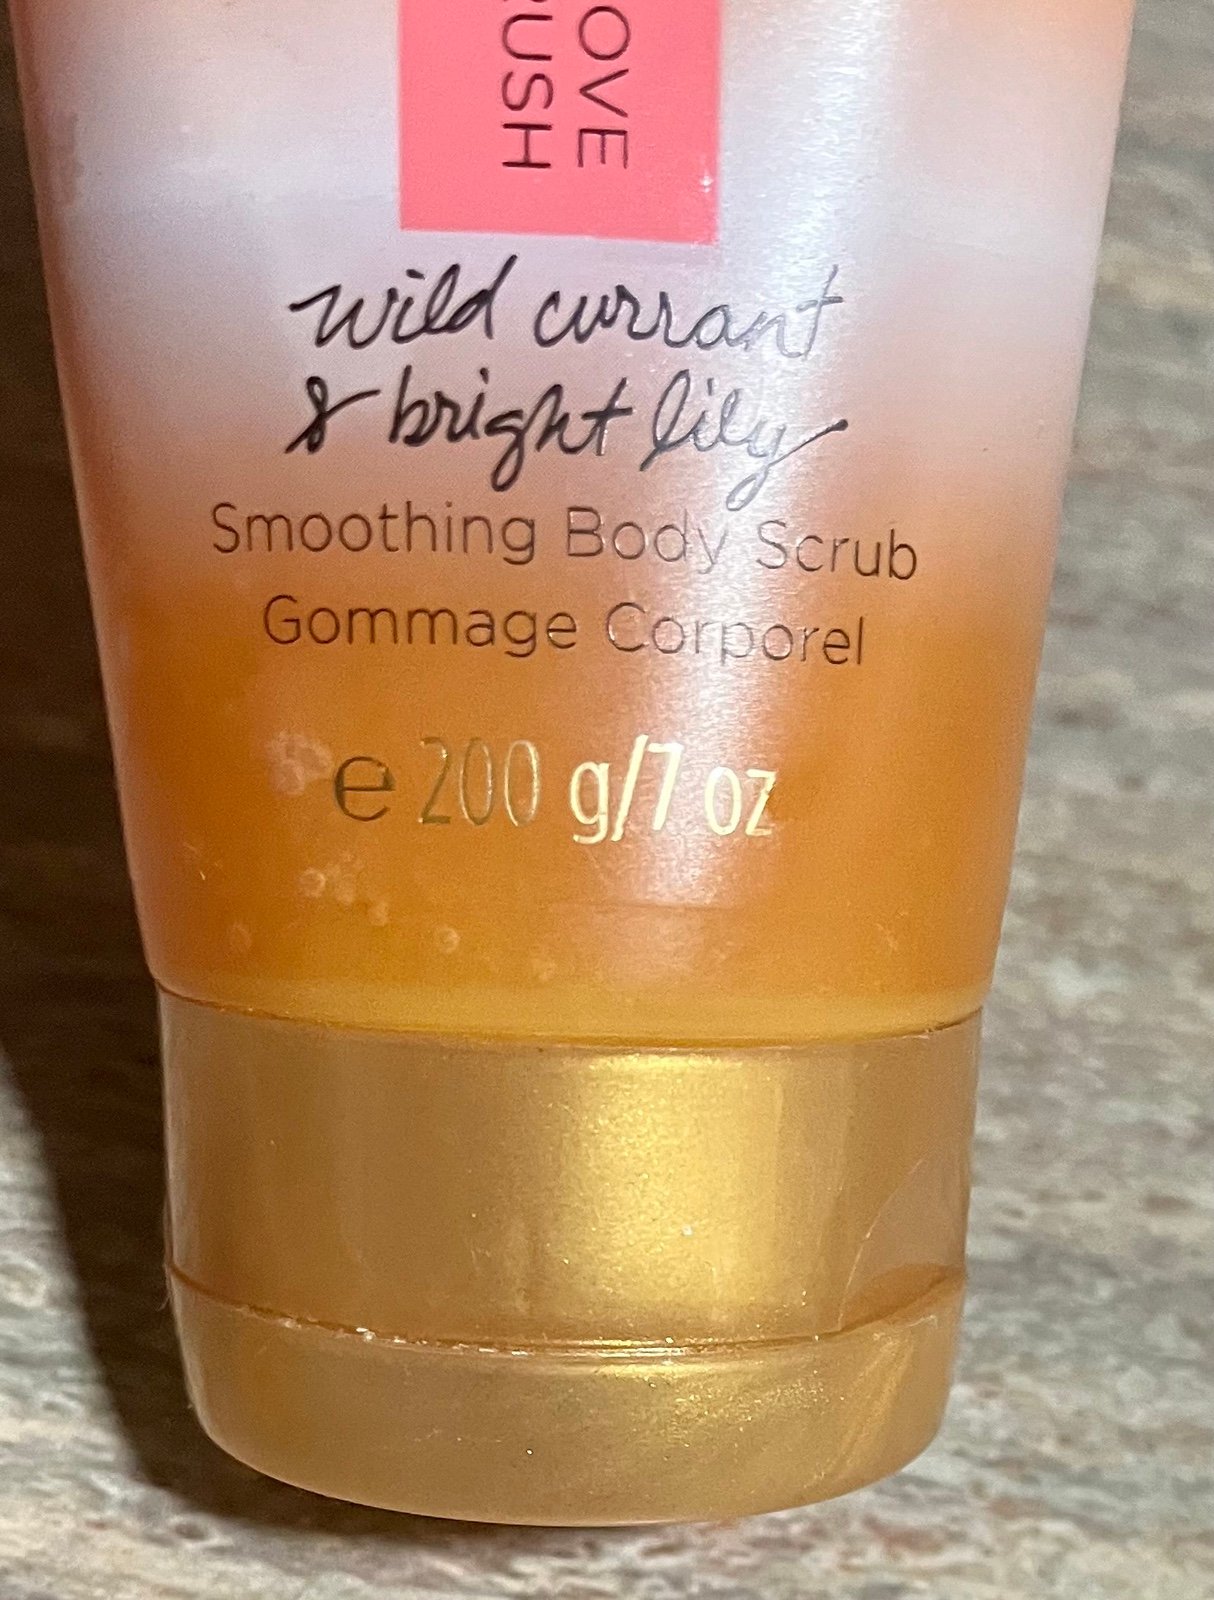 OVE
USH
wild currant
& bright lily
Smoothing Body Scrub
Gommage Corporel
e 200 g/7 oz